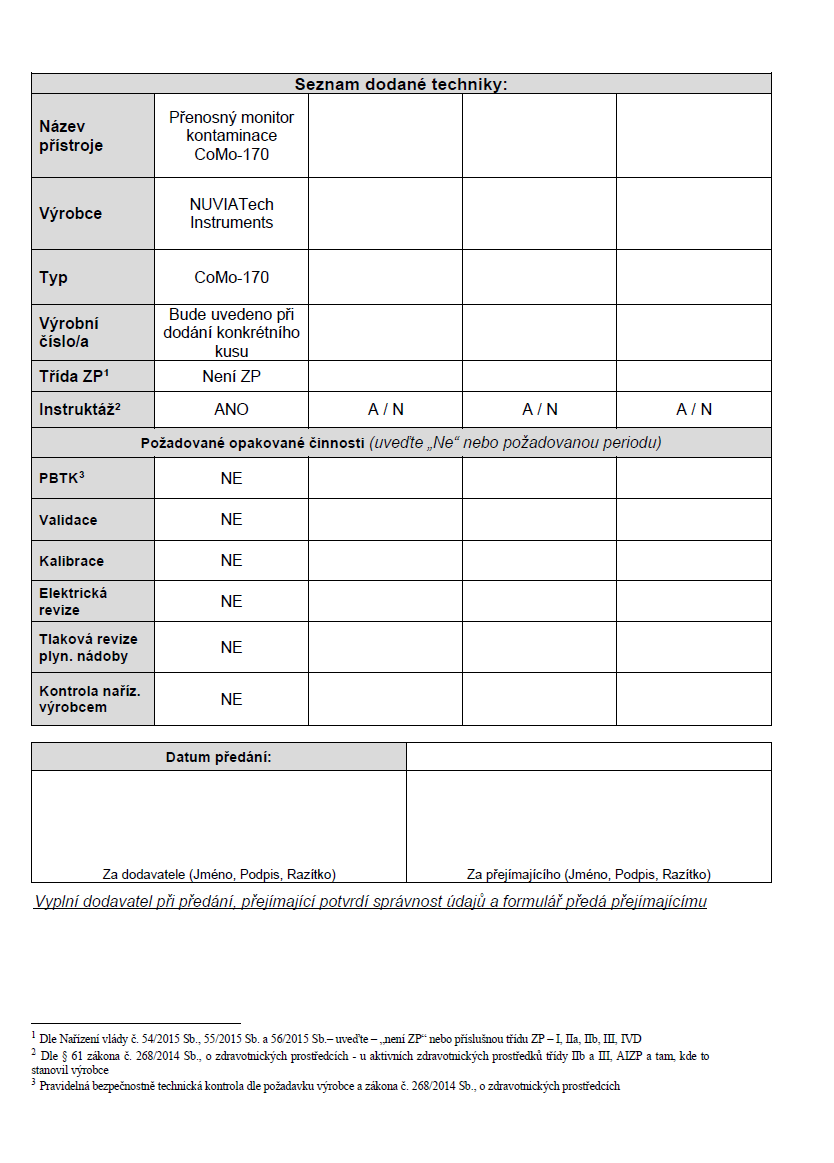 Seznam dodané techniky:
Název
přístroje
Přenosný monitor
kontaminace
CoMo-170
Výrobce
NUVIATech
Instruments
Typ
CoMo-170
Výrobní
číslo/a
Bude uvedeno při
dodání konkrétního
kusu
Třída ZP¹
Není ZP
Instruktáž²
ANO
A / N
A / N
A / N
Požadované opakované činnosti (uveďte „Ne“ nebo požadovanou periodu)
PBTK³
NE
Validace
NE
Kalibrace
NE
Elektrická
revize
NE
Tlaková revize
plyn. nádoby
NE
Kontrola naříz.
výrobcem
NE
Datum předání:
Za dodavatele (Jméno, Podpis, Razítko)
Za přejímajícího (Jméno, Podpis, Razítko)
Vyplní dodavatel při předání, přejímající potvrdí správnost údajů a formulář předá přejímajícímu
¹ Dle Nařízení vlády č. 54/2015 Sb., 55/2015 Sb. a 56/2015 Sb.– uveďte – „není ZP“ nebo příslušnou třídu ZP – I, IIa, IIb, III, IVD
² Dle § 61 zákona č. 268/2014 Sb., o zdravotnických prostředcích - u aktivních zdravotnických prostředků třídy IIb a III, AIZP a tam, kde to
stanovil výrobce
³ Pravidelná bezpečnostně technická kontrola dle požadavku výrobce a zákona č. 268/2014 Sb., o zdravotnických prostředcích